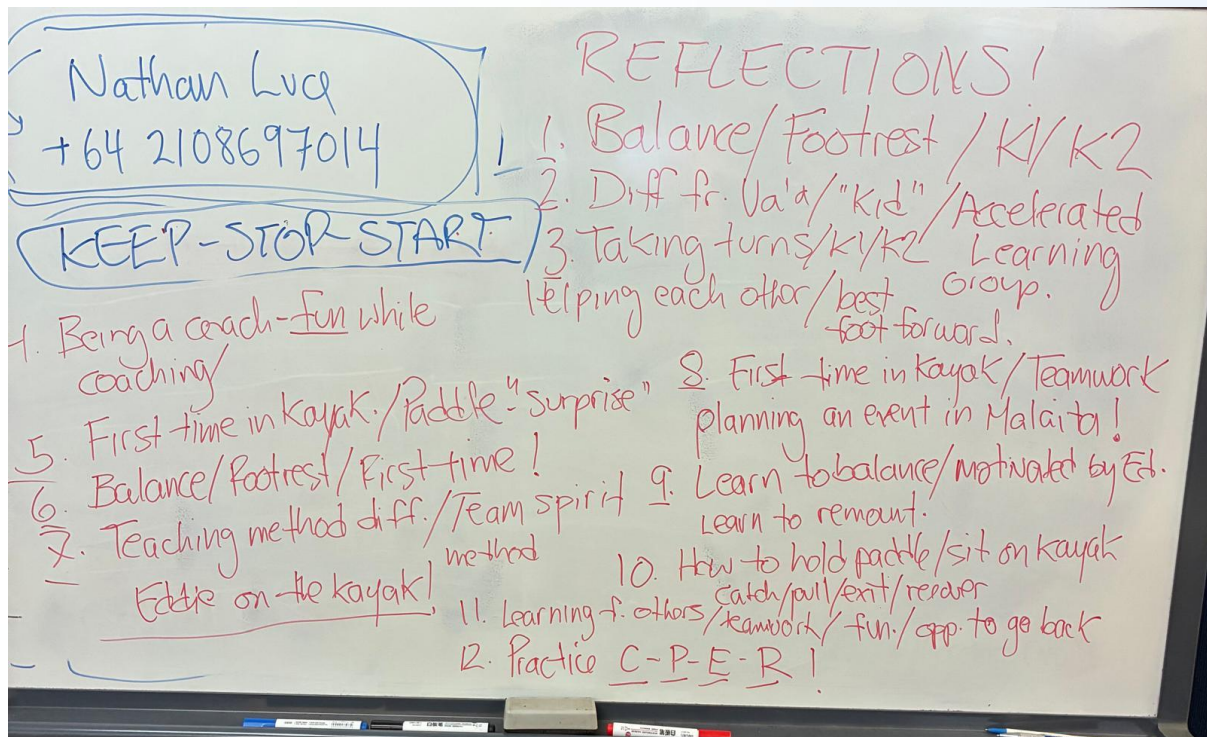 Nathan Luca
+64 2108697014
KEEP-STOP-START
REFLECTIONS!
1. Balance/Footrest/K1/K2
2. Diff fr. Va'a/"Kid"/Accelerated
Learning
Group.
3. Taking turns/K1/K2
Helping each other/best
foot forward.
4. Being a coach-fun while
coaching/
5. First time in Kayak./Paddle-"surprise"
6. Balance/Footrest/First-time!
7. Teaching method diff./Team spirit
method
Eddie on the kayak!
8. First time in Kayak/Teamwork
planning an event in Malaita!
9. Learn to balance/motivated by Ed.
Learn to remount.
10. How to hold paddle/sit on Kayak
catch/pull/exit/recover
11. Learning f. others/teamwork/fun./opp. to go back
12. Practice C-P-E-R!